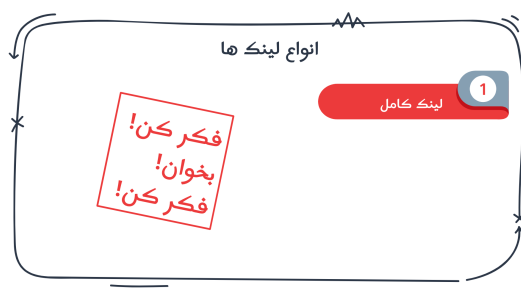 انواع لینک ها
1
لینک کامل
فکر کن!
بخوان!
فکر کن!